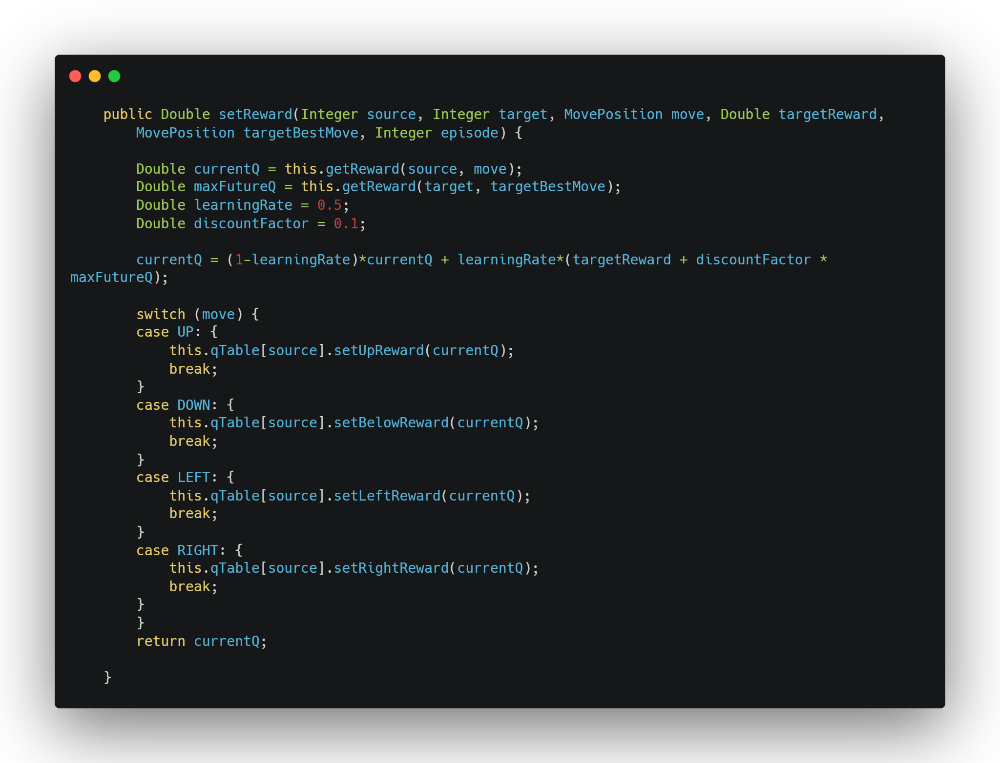 public Double setReward(Integer source, Integer target, MovePosition move, Double targetReward,
MovePosition targetBestMove, Integer episode) {
Double currentQ = this.getReward(source, move);
Double maxFutureQ = this.getReward(target, targetBestMove);
Double learningRate = 0.5;
Double discountFactor = 0.1;
currentQ = (1-learningRate)*currentQ + learningRate*(targetReward + discountFactor *
maxFutureQ);
switch (move) {
case UP: {
this.qTable[source].setUpReward(currentQ);
break;
}
case DOWN: {
this.qTable[source].setBelowReward(currentQ);
break;
}
case LEFT: {
this.qTable[source].setLeftReward(currentQ);
break;
}
case RIGHT: {
this.qTable[source].setRightReward(currentQ);
break;
}
}
return currentQ;
}